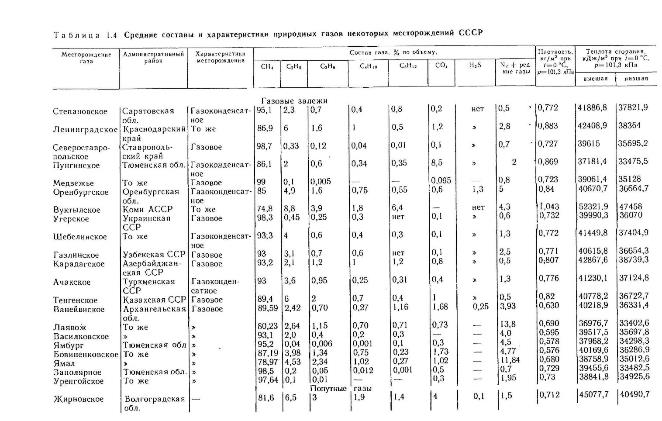 Таблица 1.4 Средние составы и характеристики природных газов некоторых месторождений СССР
Месторождение газа Административный район Характеристики месторождения Состав газа, % по объему, Плотность, кг/м³ при t=0 °C, p=101,3 кПа Теплота сгорания, кДж/м³ при t=0 °C, p=101,3 кПа
CH₄ C₂H₆ C₃H₈ C₄H₁₀ C₅H₁₂ CO₂ H₂S N₂ + редкие газы высшая низшая
Газовые залежи
Степановское Саратовская обл. Газоконденсатное 95,1 2,3 0,7 0,4 0,8 0,2 нет 0,5 0,772 41886,8 37821,9
Ленинградское Краснодарский край То же 86,9 6 1,6 1 0,5 1,2 » 2,8 0,883 42408,9 38364
Северо-ставропольское Ставропольский край Газовое 98,7 0,33 0,12 0,04 0,01 0,1 » 0,7 0,727 39615 35695,2
Пунгинское Тюменская обл. Газоконденсатное 86,1 2 0,6 0,34 0,35 8,5 » 2 0,869 37181,4 33475,5
Медвежье То же Газовое 99 0,1 0,005 — — 0,095 — 0,8 0,723 39061,4 35128
Оренбургское Оренбургская обл. Газоконденсатное 85 4,9 1,6 0,75 0,55 0,6 1,3 5 0,84 40670,7 36664,7
Вуктылское Коми АССР То же 74,8 8,8 3,9 1,8 6,4 — нет 4,3 1,043 52321,9 47458
Угерское Украинская ССР Газовое 98,3 0,45 0,25 0,3 нет 0,1 » 0,6 0,732 39990,3 36070
Шебелинское То же Газоконденсатное 93,3 4 0,6 0,4 0,3 0,1 » 1,3 0,772 41449,8 37404,9
Газлинское Узбекская ССР Газовое 93 3,1 0,7 0,6 нет 0,1 » 2,5 0,771 40615,8 36654,3
Карадагское Азербайджанская ССР » 93,2 2,1 1,2 1 1,2 0,8 » 0,5 0,807 42867,6 38739,3
Ачакское Туркменская ССР Газоконденсатное 93 3,6 0,95 0,25 0,31 0,4 » 1,3 0,776 41230,1 37124,8
Тенгенское Казахская ССР Газовое 89,4 6 2 0,7 0,4 1 » 0,5 0,82 40778,2 36722,7
Ванейвисное Архангельская обл. » 89,59 2,42 0,70 0,27 1,16 1,68 0,25 3,93 0,630 40218,9 36331,4
Лаявож То же » 80,23 2,64 1,15 0,70 0,71 0,73 — 13,8 0,690 36976,7 33402,6
Василковское » » 93,1 2,0 0,4 0,2 0,3 — — 4,0 0,595 39517,5 35697,8
Ямбург Тюменская обл » 95,2 0,04 0,006 0,001 0,1 0,3 — 4,5 0,578 37968,2 34298,3
Бованенковское То же » 87,19 3,98 1,34 0,75 0,23 1,73 — 4,77 0,576 40169,6 36286,9
Ямал » » 78,97 4,53 2,34 1,02 0,27 1,02 — 11,84 0,680 38758,9 35012,6
Заполярное Тюменская обл. » 98,5 0,2 0,05 0,012 0,001 0,5 — 0,7 0,729 39455,6 33482,5
Уренгойское То же » 97,64 0,1 0,01 — — 0,3 — 1,95 0,73 38841,8 34925,6
Попутные газы
Жирновское Волгоградская обл. — 81,6 6,5 3 1,9 1,4 4 0,1 1,5 0,712 45077,7 40490,7